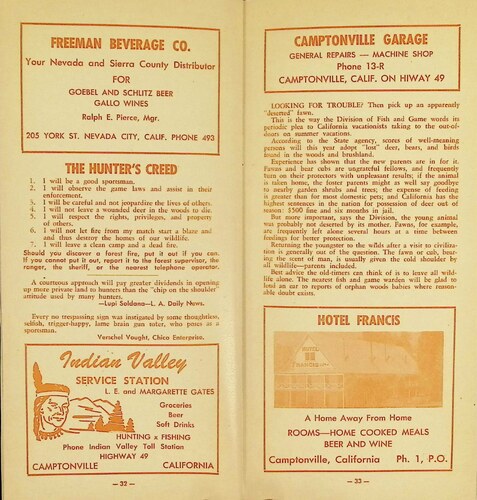 FREEMAN BEVERAGE CO.
Your Nevada and Sierra County Distributor
FOR
GOEBEL AND SCHLITZ BEER
GALLO WINES
Ralph E. Pierce, Mgr.
205 YORK ST. NEVADA CITY, CALIF. PHONE 493
THE HUNTER'S CREED
1. I will be a good sportsman.
2. I will observe the game laws and assist in their
enforcement.
3. I will be careful and not jeopardize the lives of others.
4. I will not leave a wounded deer in the woods to die.
5. I will respect the rights, privileges, and property
of others.
6. I will not let fire from my match start a blaze and
and thus destroy the homes of our wildlife.
7. I will leave a clean camp and a dead fire.
Should you discover a forest fire, put it out if you can.
If you cannot put it out, report it to the forest supervisor, the
ranger, the sheriff, or the nearest telephone operator.
A courteous approach will pay greater dividends in opening
up more private land to hunters than the "chip on the shoulder"
attitude used by many hunters.
—Lupi Saldana—L. A. Daily News.
Every no trespassing sign was instigated by some thoughtless,
selfish, trigger-happy, lame brain gun toter, who poses as a
sportsman.
Verschel Vought, Chico Enterprise.
Indian Valley
SERVICE STATION
L. E. and MARGARETTE GATES
Groceries
Beer
Soft Drinks
HUNTING & FISHING
Phone Indian Valley Toll Station
HIGHWAY 49
CAMPTONVILLE CALIFORNIA
— 32 —
CAMPTONVILLE GARAGE
GENERAL REPAIRS — MACHINE SHOP
Phone 13-R
CAMPTONVILLE, CALIF. ON HIWAY 49
LOOKING FOR TROUBLE? Then pick up an apparently
"deserted" fawn.
This is the way the Division of Fish and Game words its
periodic plea to California vacationists taking to the out-of-
doors on summer vacations.
According to the State agency, scores of well-meaning
persons will this year adopt "lost" deer, bears, and birds
found in the woods and brushland.
Experience has shown that the new parents are in for it.
Fawns and bear cubs are ungrateful fellows, and frequently
turn on their protectors with unpleasant results; if the animal
is taken home, the foster parents might as well say goodbye
to nearby garden shrubs and trees; the expense of feeding
is greater than for most domestic pets; and California has the
highest sentences in the nation for possession of deer out of
season: $500 fine and six months in jail.
But more important, says the Division, the young animal
was probably not deserted by its mother. Fawns, for example,
are frequently left alone several hours at a time between
feedings for better protection.
Returning the youngster to the wilds after a visit to civiliza-
tion is generally out of the question. The fawn or cub, bear-
ing the scent of man, is usually given the cold shoulder by
all wildlife—parents included.
Best advice old-timers can think of is to leave all wild-
life alone. The nearest fish and game warden will be glad to
lend an ear to reports of orphan woods babies where reason-
able doubt exists.
HOTEL FRANCIS
A Home Away From Home
ROOMS—HOME COOKED MEALS
BEER AND WINE
Camptonville, California Ph. 1, P.O.
— 33 —